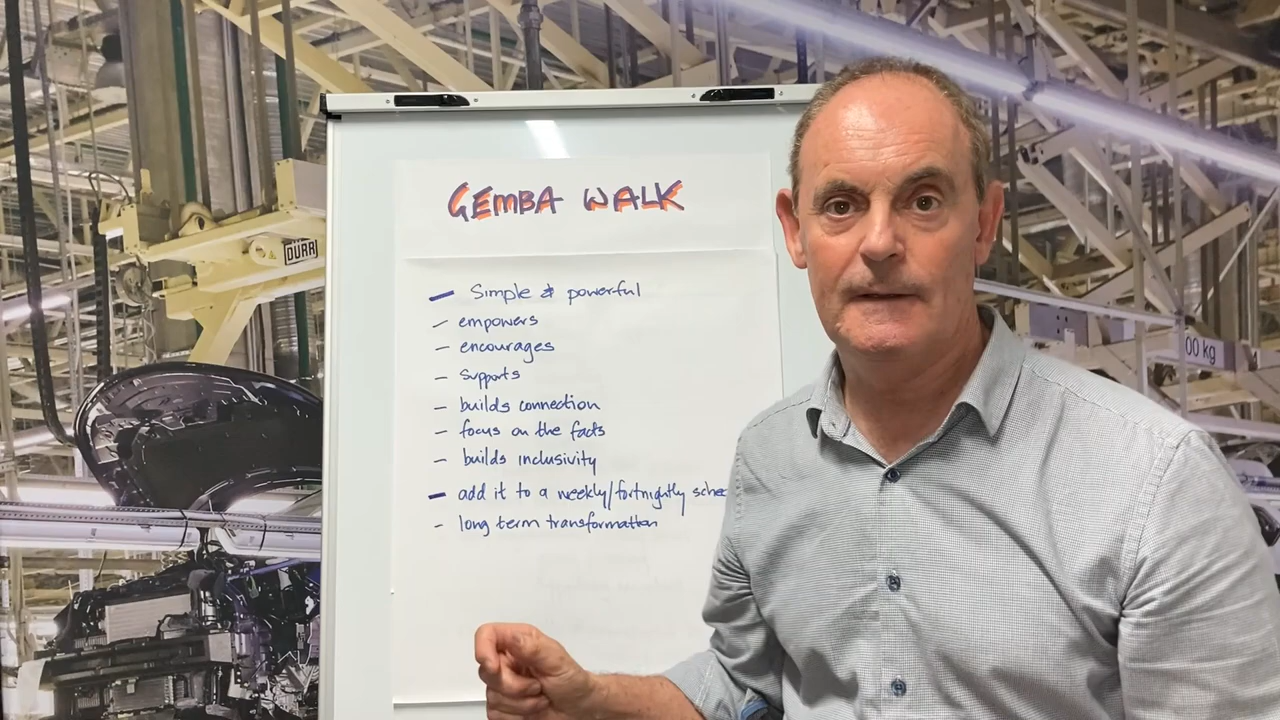 GEMBA WALK
DÜRR
- Simple & powerful
- empowers
- encourages
- supports
- builds connection
00 kg
- focus on the facts
- builds inclusivity
- add it to a weekly/fortnightly sche
- long term transformation